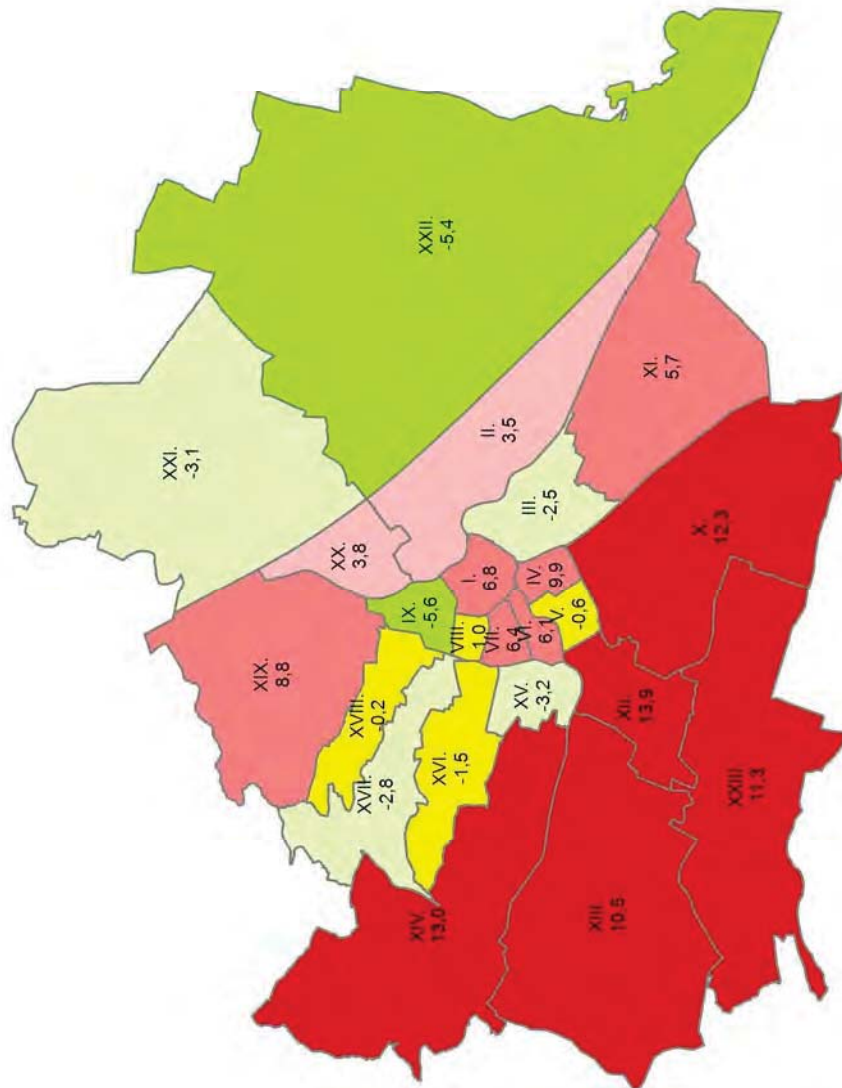 XXI.
-3,1
XXII.
-5,4
XIX.
8,8
XX.
3,8
II.
3,5
XI.
5,7
III.
-2,5
IX.
-5,6
I.
6,8
IV.
9,9
X.
12,3
XVIII.
-0,2
VIII.
1,0
VII.
6,4
VI.
6,1
V.
-0,6
XVII.
-2,8
XVI.
-1,5
XV.
-3,2
XII.
13,9
XIV.
13,0
XIII.
10,5
XXIII
11,3